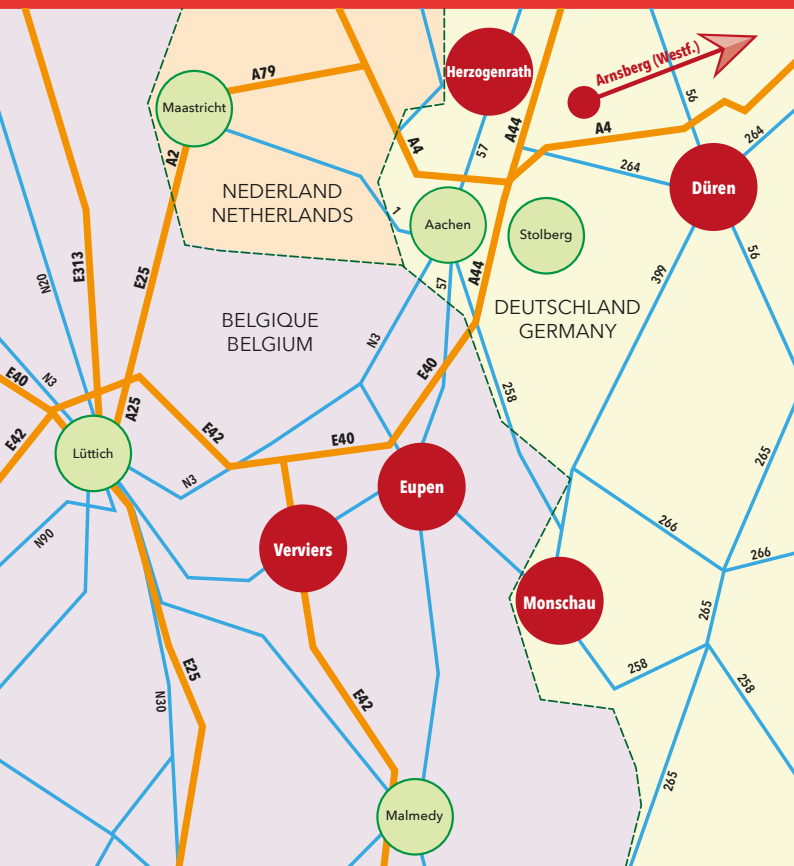 Herzogenrath
Arnsberg (Westf.)
A79
56
Maastricht
A44
A4
264
A4
57
A2
264
Düren
NEDERLAND
NETHERLANDS
1
Aachen
Stolberg
56
E313
N20
E25
57
A44
399
DEUTSCHLAND
GERMANY
BELGIQUE
BELGIUM
N3
E40
N3
E40
258
A25
E42
E42
E40
Lüttich
265
N3
Eupen
N90
266
Verviers
266
Monschau
265
E25
258
258
N30
E42
265
Malmedy